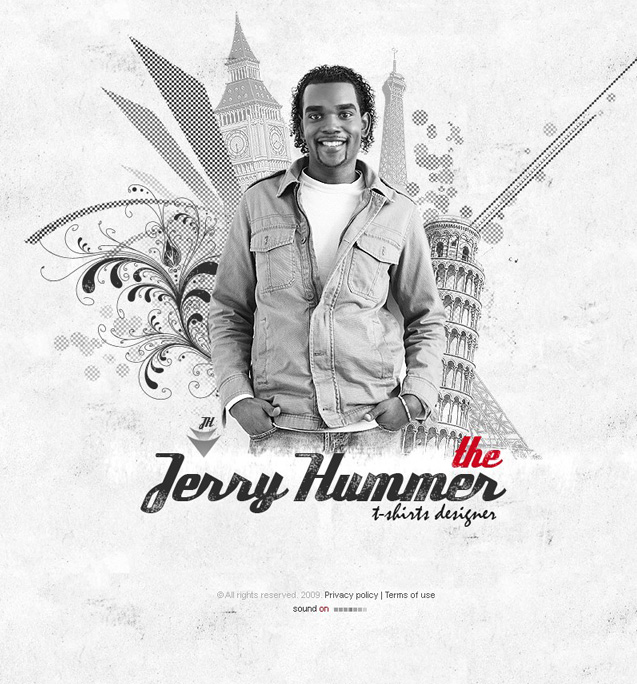 JH
the
Jerry Hummer
t-shirts designer
© All rights reserved. 2009. Privacy policy | Terms of use
sound on